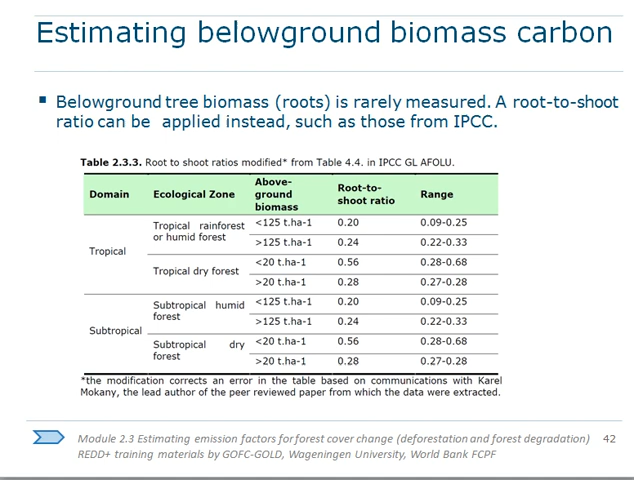 Estimating belowground biomass carbon
Belowground tree biomass (roots) is rarely measured. A root-to-shoot
ratio can be applied instead, such as those from IPCC.
Table 2.3.3. Root to shoot ratios modified* from Table 4.4. in IPCC GL AFOLU.
Domain Ecological Zone Above-ground biomass Root-to-shoot ratio Range
Tropical Tropical rainforest or humid forest <125 t.ha-1 0.20 0.09-0.25
>125 t.ha-1 0.24 0.22-0.33
Tropical dry forest <20 t.ha-1 0.56 0.28-0.68
>20 t.ha-1 0.28 0.27-0.28
Subtropical Subtropical humid forest <125 t.ha-1 0.20 0.09-0.25
>125 t.ha-1 0.24 0.22-0.33
Subtropical dry forest <20 t.ha-1 0.56 0.28-0.68
>20 t.ha-1 0.28 0.27-0.28
*the modification corrects an error in the table based on communications with Karel
Mokany, the lead author of the peer reviewed paper from which the data were extracted.
Module 2.3 Estimating emission factors for forest cover change (deforestation and forest degradation) 42
REDD+ training materials by GOFC-GOLD, Wageningen University, World Bank FCPF